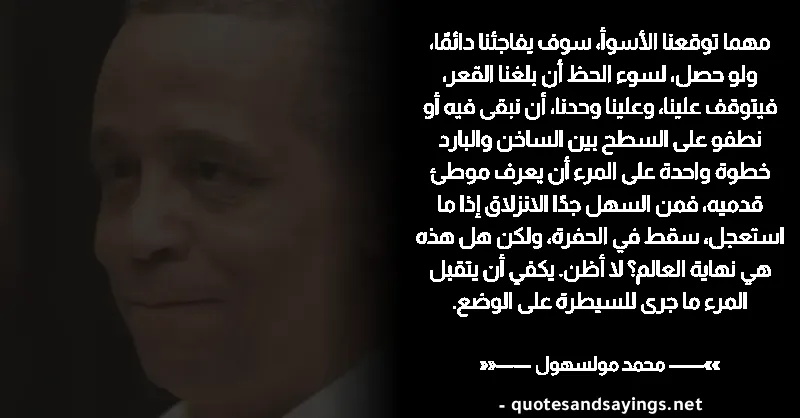 مهما توقعنا الأسوأ، سوف يفاجئنا دائمًا،
ولو حصل، لسوء الحظ أن بلغنا القعر،
فيتوقف علينا، وعلينا وحدنا، أن نبقى فيه أو
نطفو على السطح بين الساخن والبارد
خطوة واحدة على المرء أن يعرف موطئ
قدميه، فمن السهل جدًا الانزلاق إذا ما
استعجل، سقط في الحفرة، ولكن هل هذه
هي نهاية العالم؟ لا أظن. يكفي أن يتقبل
المرء ما جرى للسيطرة على الوضع.
»»—— محمد مولسهول ——««
- quotesandsayings.net